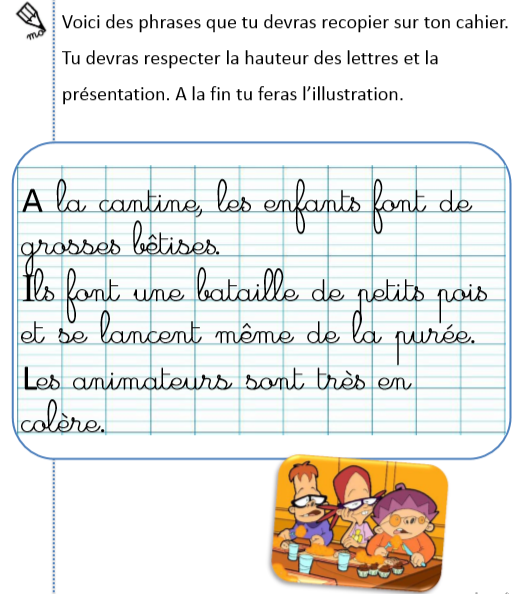 Voici des phrases que tu devras recopier sur ton cahier.
Tu devras respecter la hauteur des lettres et la
présentation. A la fin tu feras l'illustration.
A la cantine, les enfants font de
grosses bêtises.
Ils font une bataille de petits pois
et se lancent même de la purée.
Les animateurs sont très en
colère.